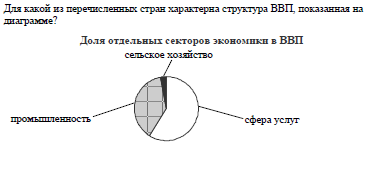 Для какой из перечисленных стран характерна структура ВВП, показанная на
диаграмме?
Доля отдельных секторов экономики в ВВП
сельское хозяйство
промышленность
сфера услуг